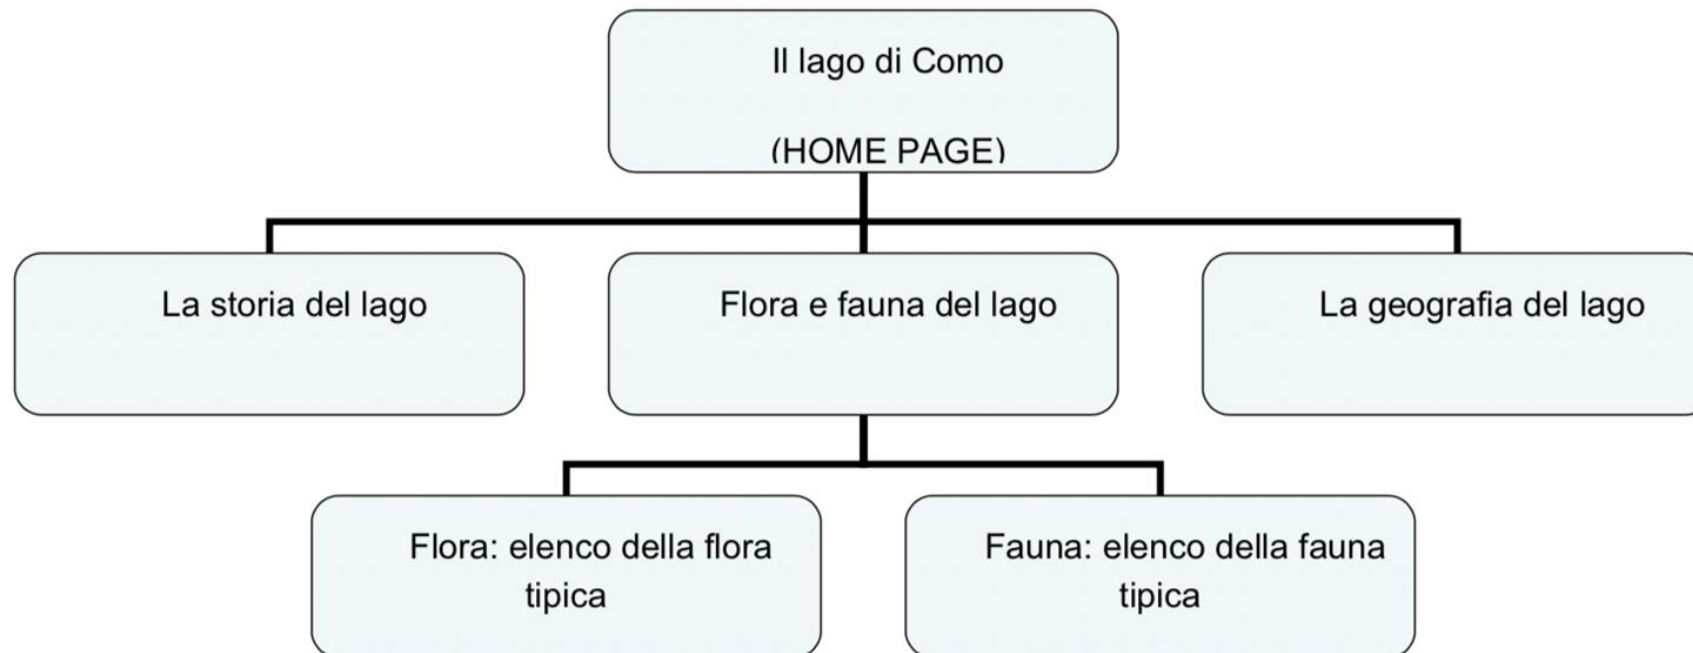 Il lago di Como
(HOME PAGE)
La storia del lago
Flora e fauna del lago
La geografia del lago
Flora: elenco della flora
tipica
Fauna: elenco della fauna
tipica